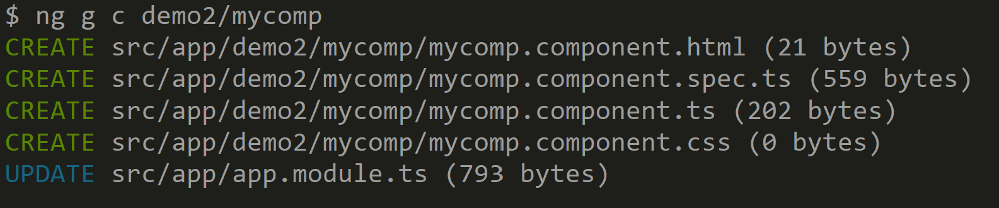 $ ng g c demo2/mycomp
CREATE src/app/demo2/mycomp/mycomp.component.html (21 bytes)
CREATE src/app/demo2/mycomp/mycomp.component.spec.ts (559 bytes)
CREATE src/app/demo2/mycomp/mycomp.component.ts (202 bytes)
CREATE src/app/demo2/mycomp/mycomp.component.css (0 bytes)
UPDATE src/app/app.module.ts (793 bytes)